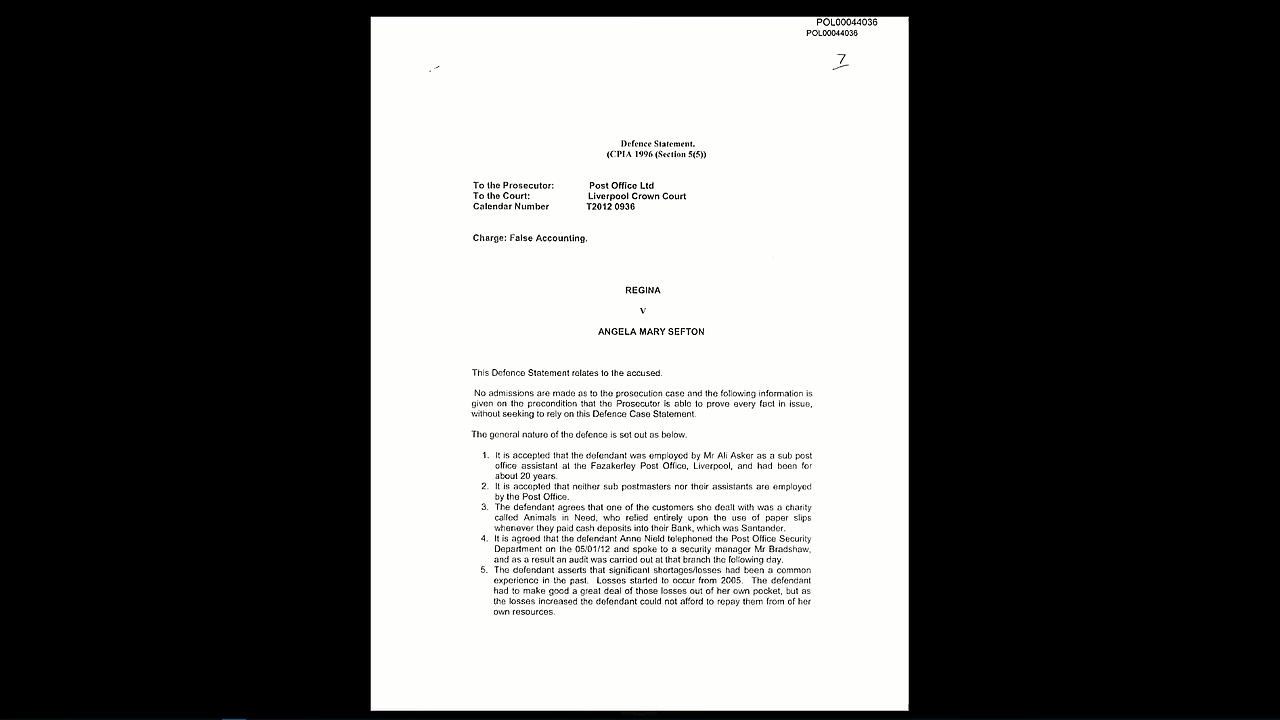 POL00044036
POL00044036
7
Defence Statement.
(CPIA 1996 (Section 5(5))
To the Prosecutor: Post Office Ltd
To the Court: Liverpool Crown Court
Calendar Number T2012 0936
Charge: False Accounting.
REGINA
V
ANGELA MARY SEFTON
This Defence Statement relates to the accused.
No admissions are made as to the prosecution case and the following information is
given on the precondition that the Prosecutor is able to prove every fact in issue,
without seeking to rely on this Defence Case Statement.
The general nature of the defence is set out as below.
1. It is accepted that the defendant was employed by Mr Ali Asker as a sub post
office assistant at the Fazakerley Post Office, Liverpool, and had been for
about 20 years.
2. It is accepted that neither sub postmasters nor their assistants are employed
by the Post Office.
3. The defendant agrees that one of the customers she dealt with was a charity
called Animals in Need, who relied entirely upon the use of paper slips
whenever they paid cash deposits into their Bank, which was Santander.
4. It is agreed that the defendant Anne Nield telephoned the Post Office Security
Department on the 05/01/12 and spoke to a security manager Mr Bradshaw,
and as a result an audit was carried out at that branch the following day.
5. The defendant asserts that significant shortages/losses had been a common
experience in the past. Losses started to occur from 2005. The defendant
had to make good a great deal of those losses out of her own pocket, but as
the losses increased the defendant could not afford to repay them from of her
own resources.